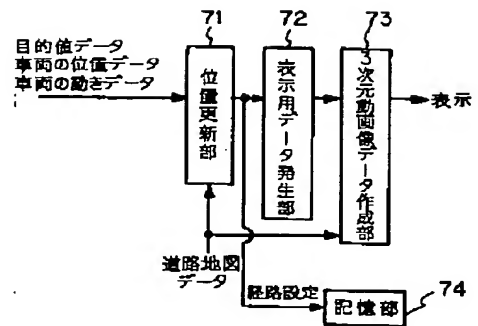 71
72
73
目的値データ
車両の位値データ
車両の動きデータ
位置更新部
表示用データ発生部
3次元動画像データ作成部
表示
道路地図
データ
経路設定
記憶部
74